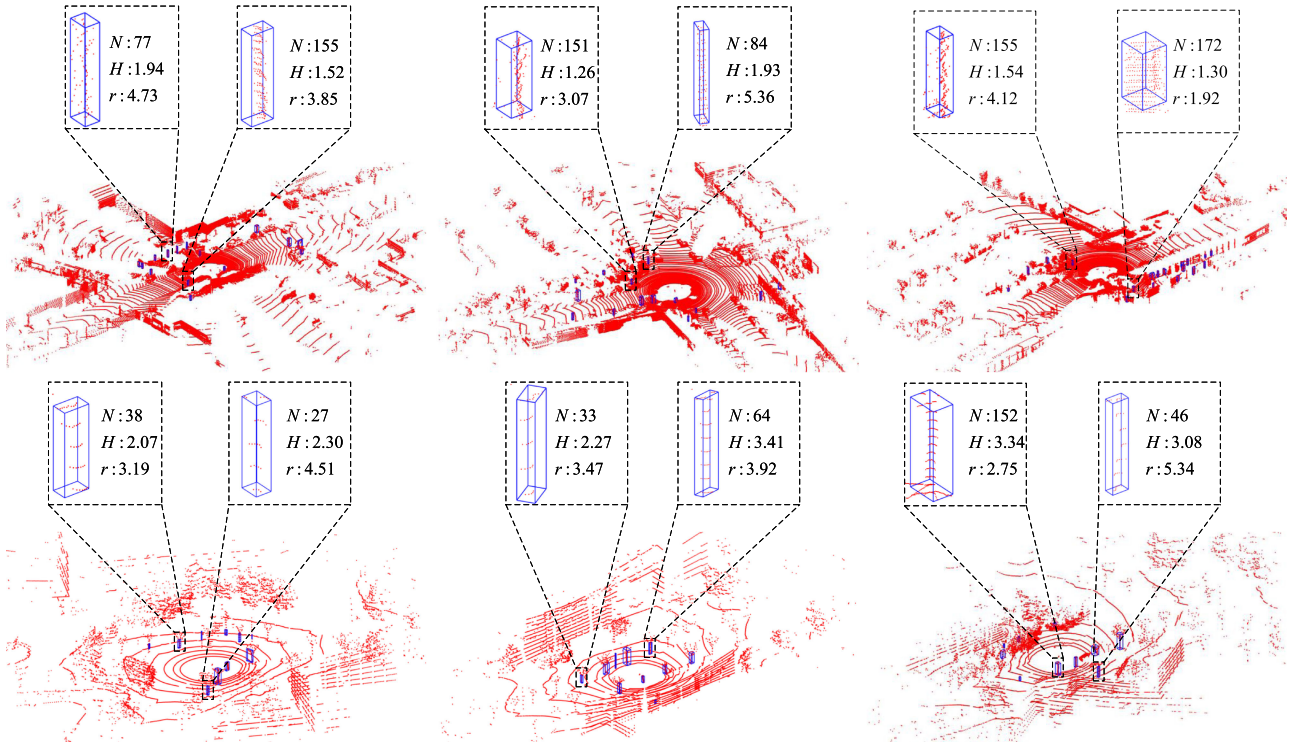 N:77
H:1.94
r:4.73
N:155
H:1.52
r:3.85
N:151
H:1.26
r:3.07
N:84
H:1.93
r:5.36
N:155
H:1.54
r:4.12
N:172
H:1.30
r:1.92
N:38
H:2.07
r:3.19
N:27
H:2.30
r:4.51
N:33
H:2.27
r:3.47
N:64
H:3.41
r:3.92
N:152
H:3.34
r:2.75
N:46
H:3.08
r:5.34